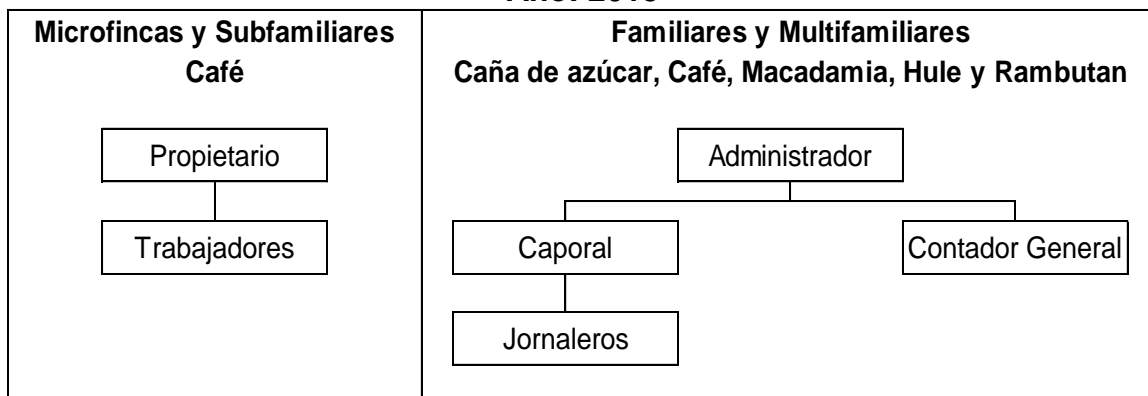 Microfincas y Subfamiliares
Café
Propietario
Trabajadores
Familiares y Multifamiliares
Caña de azúcar, Café, Macadamia, Hule y Rambutan
Administrador
Caporal
Contador General
Jornaleros